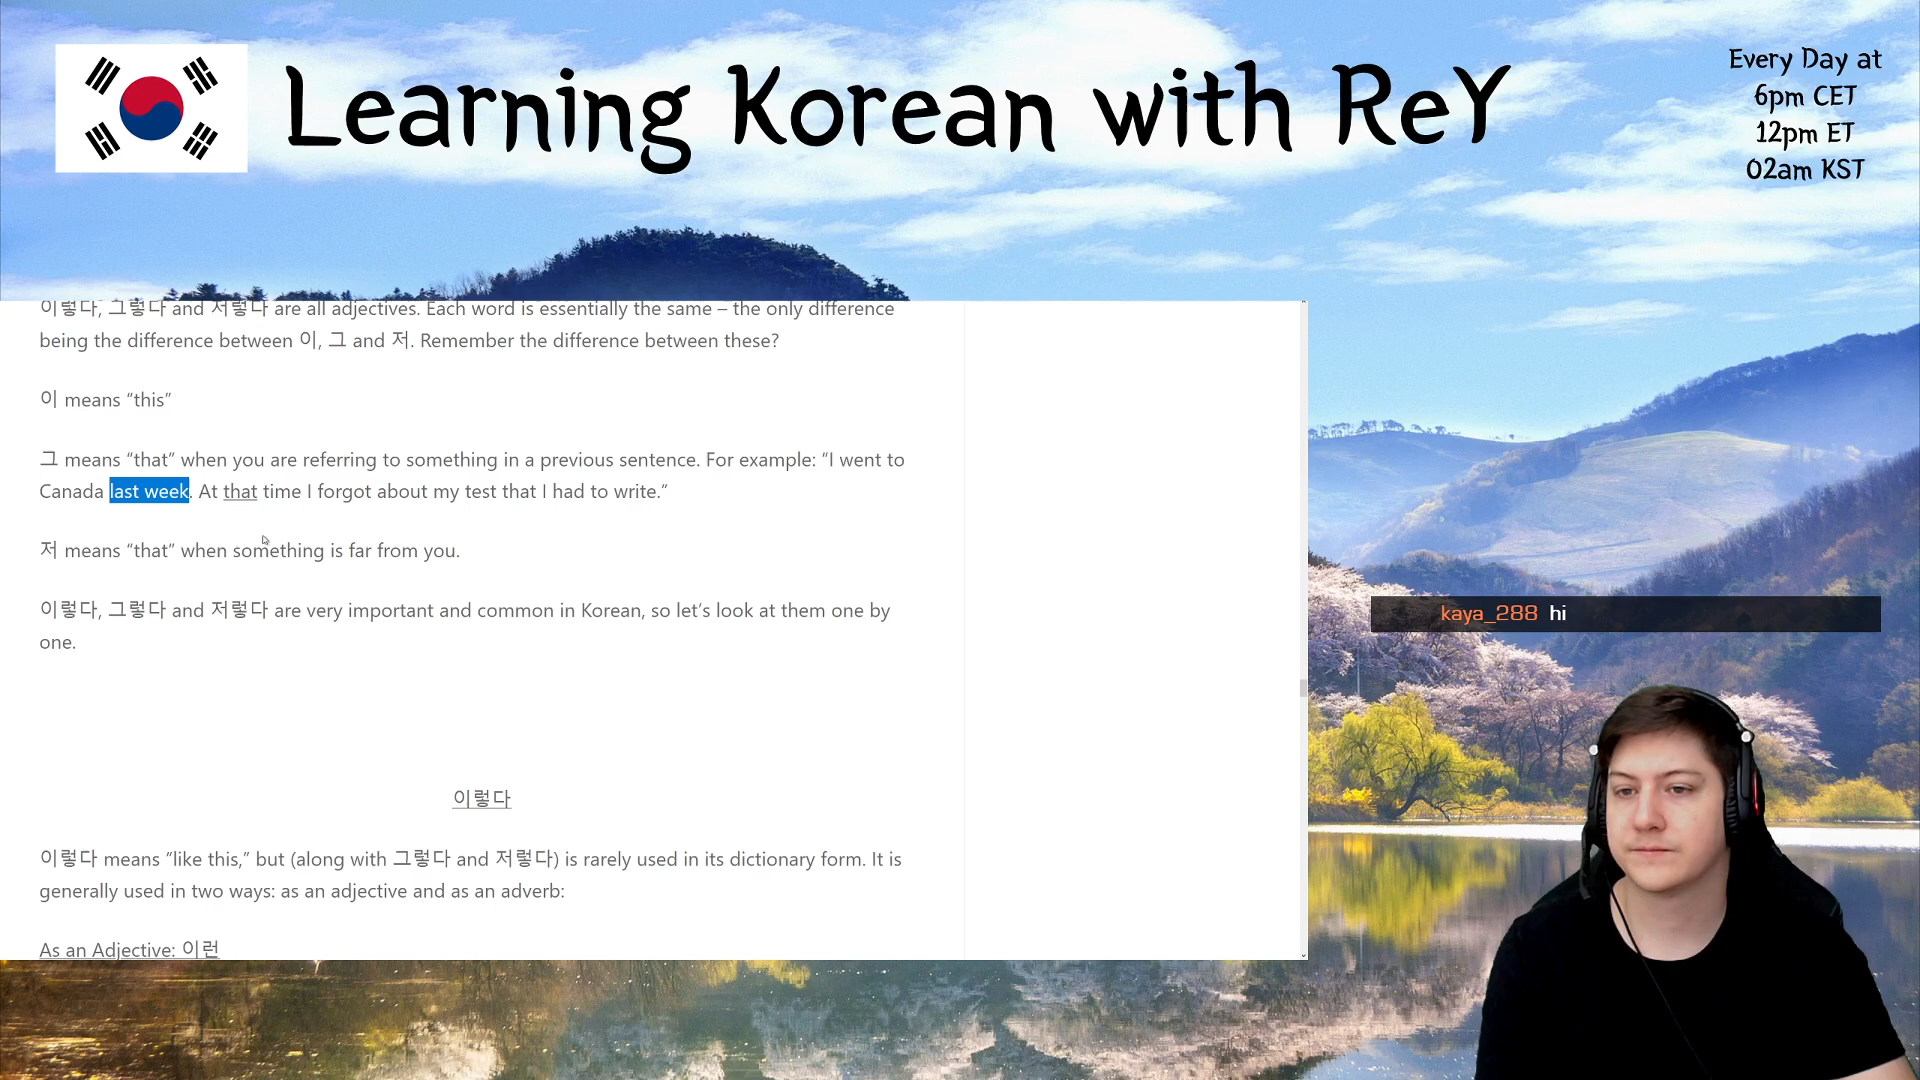 Learning Korean with ReY
Every Day at
6pm CET
12pm ET
02am KST
이렇다, 그렇다 and 저렇다 are all adjectives. Each word is essentially the same – the only difference
being the difference between 이, 그 and 저. Remember the difference between these?
이 means “this”
그 means “that” when you are referring to something in a previous sentence. For example: “I went to
Canada last week. At that time I forgot about my test that I had to write.”
저 means “that” when something is far from you.
이렇다, 그렇다 and 저렇다 are very important and common in Korean, so let’s look at them one by
one.
이렇다
이렇다 means “like this,” but (along with 그렇다 and 저렇다) is rarely used in its dictionary form. It is
generally used in two ways: as an adjective and as an adverb:
As an Adjective: 이런
kaya_288 hi